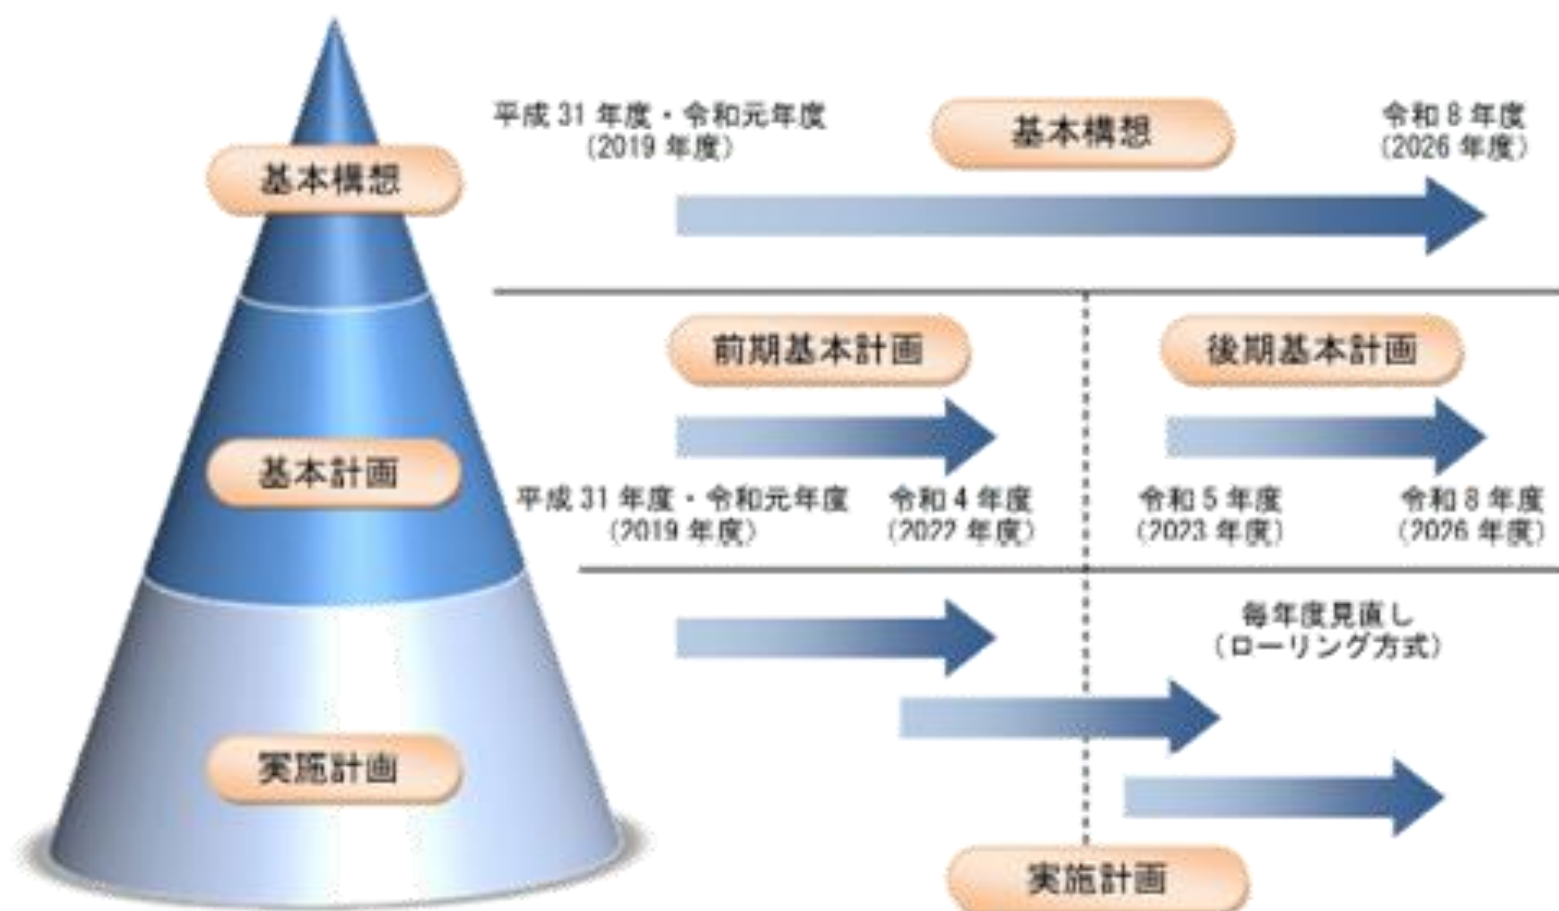 基本構想
基本計画
実施計画
平成 31 年度・令和元年度
(2019 年度)
基本構想
令和 8 年度
(2026 年度)
前期基本計画
後期基本計画
平成 31 年度・令和元年度
(2019 年度)
令和 4 年度
(2022 年度)
令和 5 年度
(2023 年度)
令和 8 年度
(2026 年度)
毎年度見直し
(ローリング方式)
実施計画